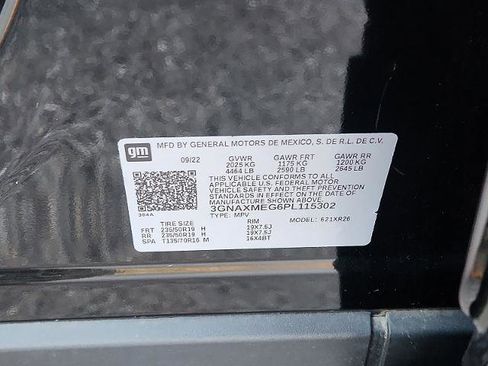 gm
MFD BY GENERAL MOTORS DE MEXICO, S. DE R.L. DE C.V.
09/22 GVWR GAWR FRT GAWR RR
2025 KG 1175 KG 1200 KG
4464 LB 2590 LB 2645 LB
THIS VEHICLE CONFORMS TO ALL
APPLICABLE U.S. FEDERAL MOTOR
VEHICLE SAFETY AND THEFT PREVENTION
STANDARDS IN EFFECT ON THE DATE OF
MANUFACTURE SHOWN ABOVE.
3GNAXMEG6PL115302
TYPE: MPV MODEL: 621XR26
384A
TIRE SIZE RIM
FRT 235/50R19 H 19X7.5J
RR 235/50R19 H 19X7.5J
SPA T135/70R16 M 16X4BT